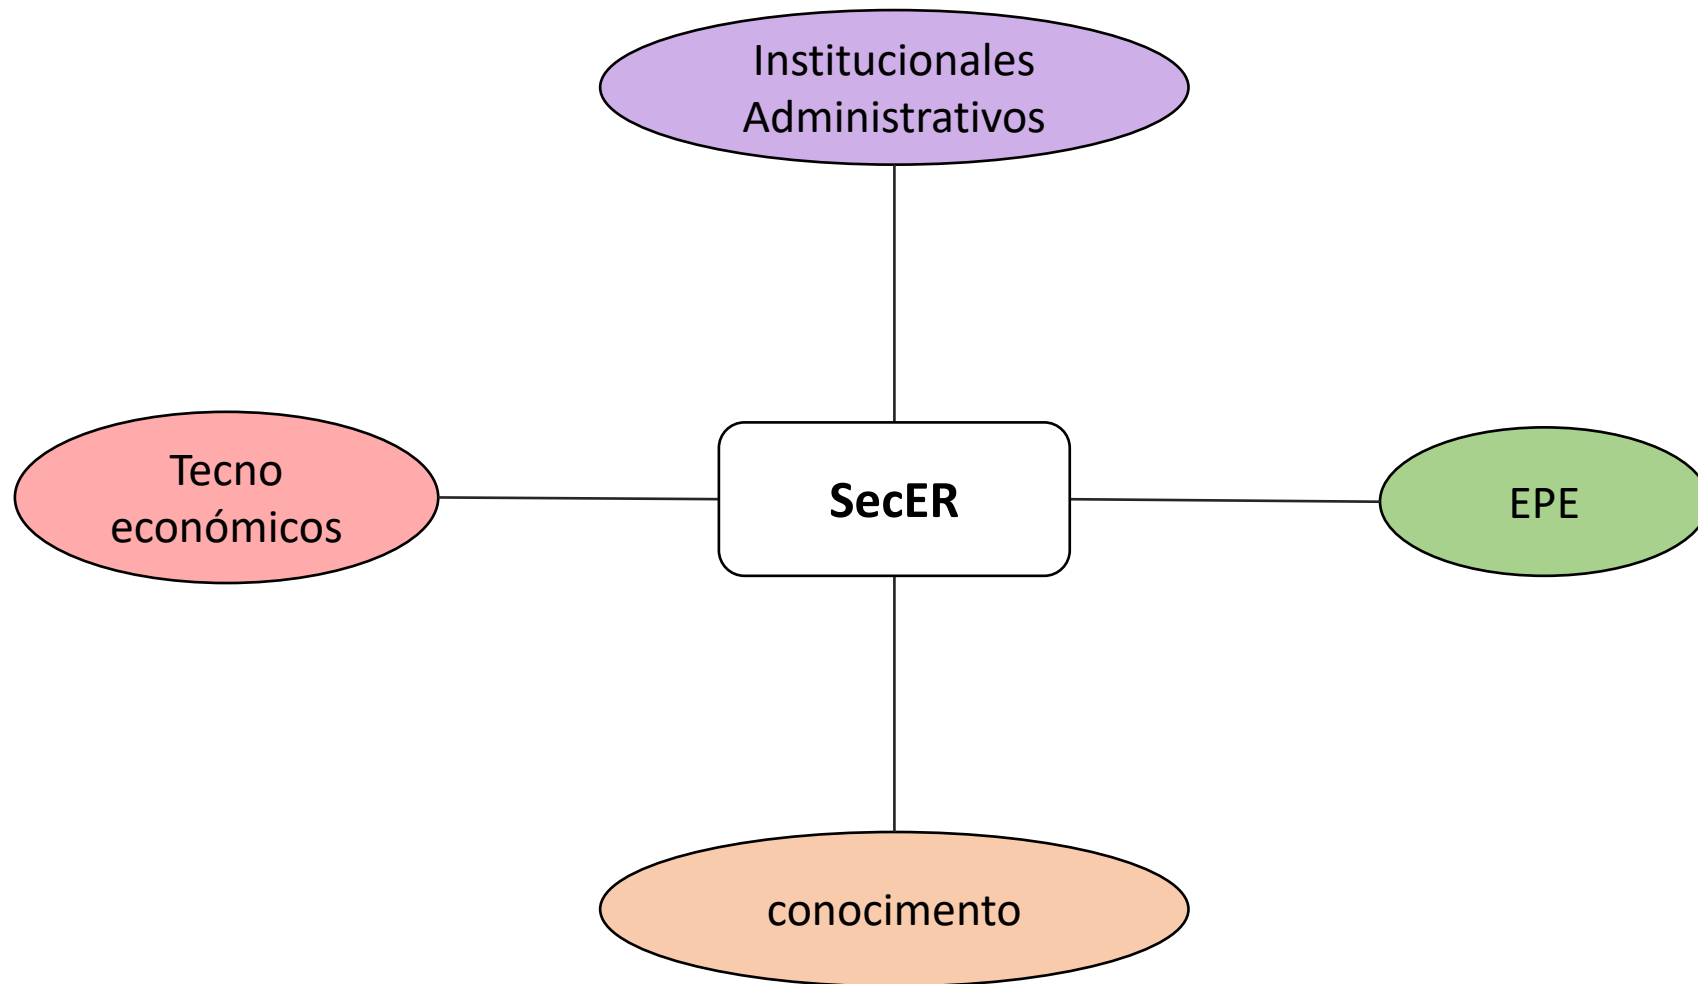 Institucionales
Administrativos
Tecno
económicos
SecER
EPE
conocimento